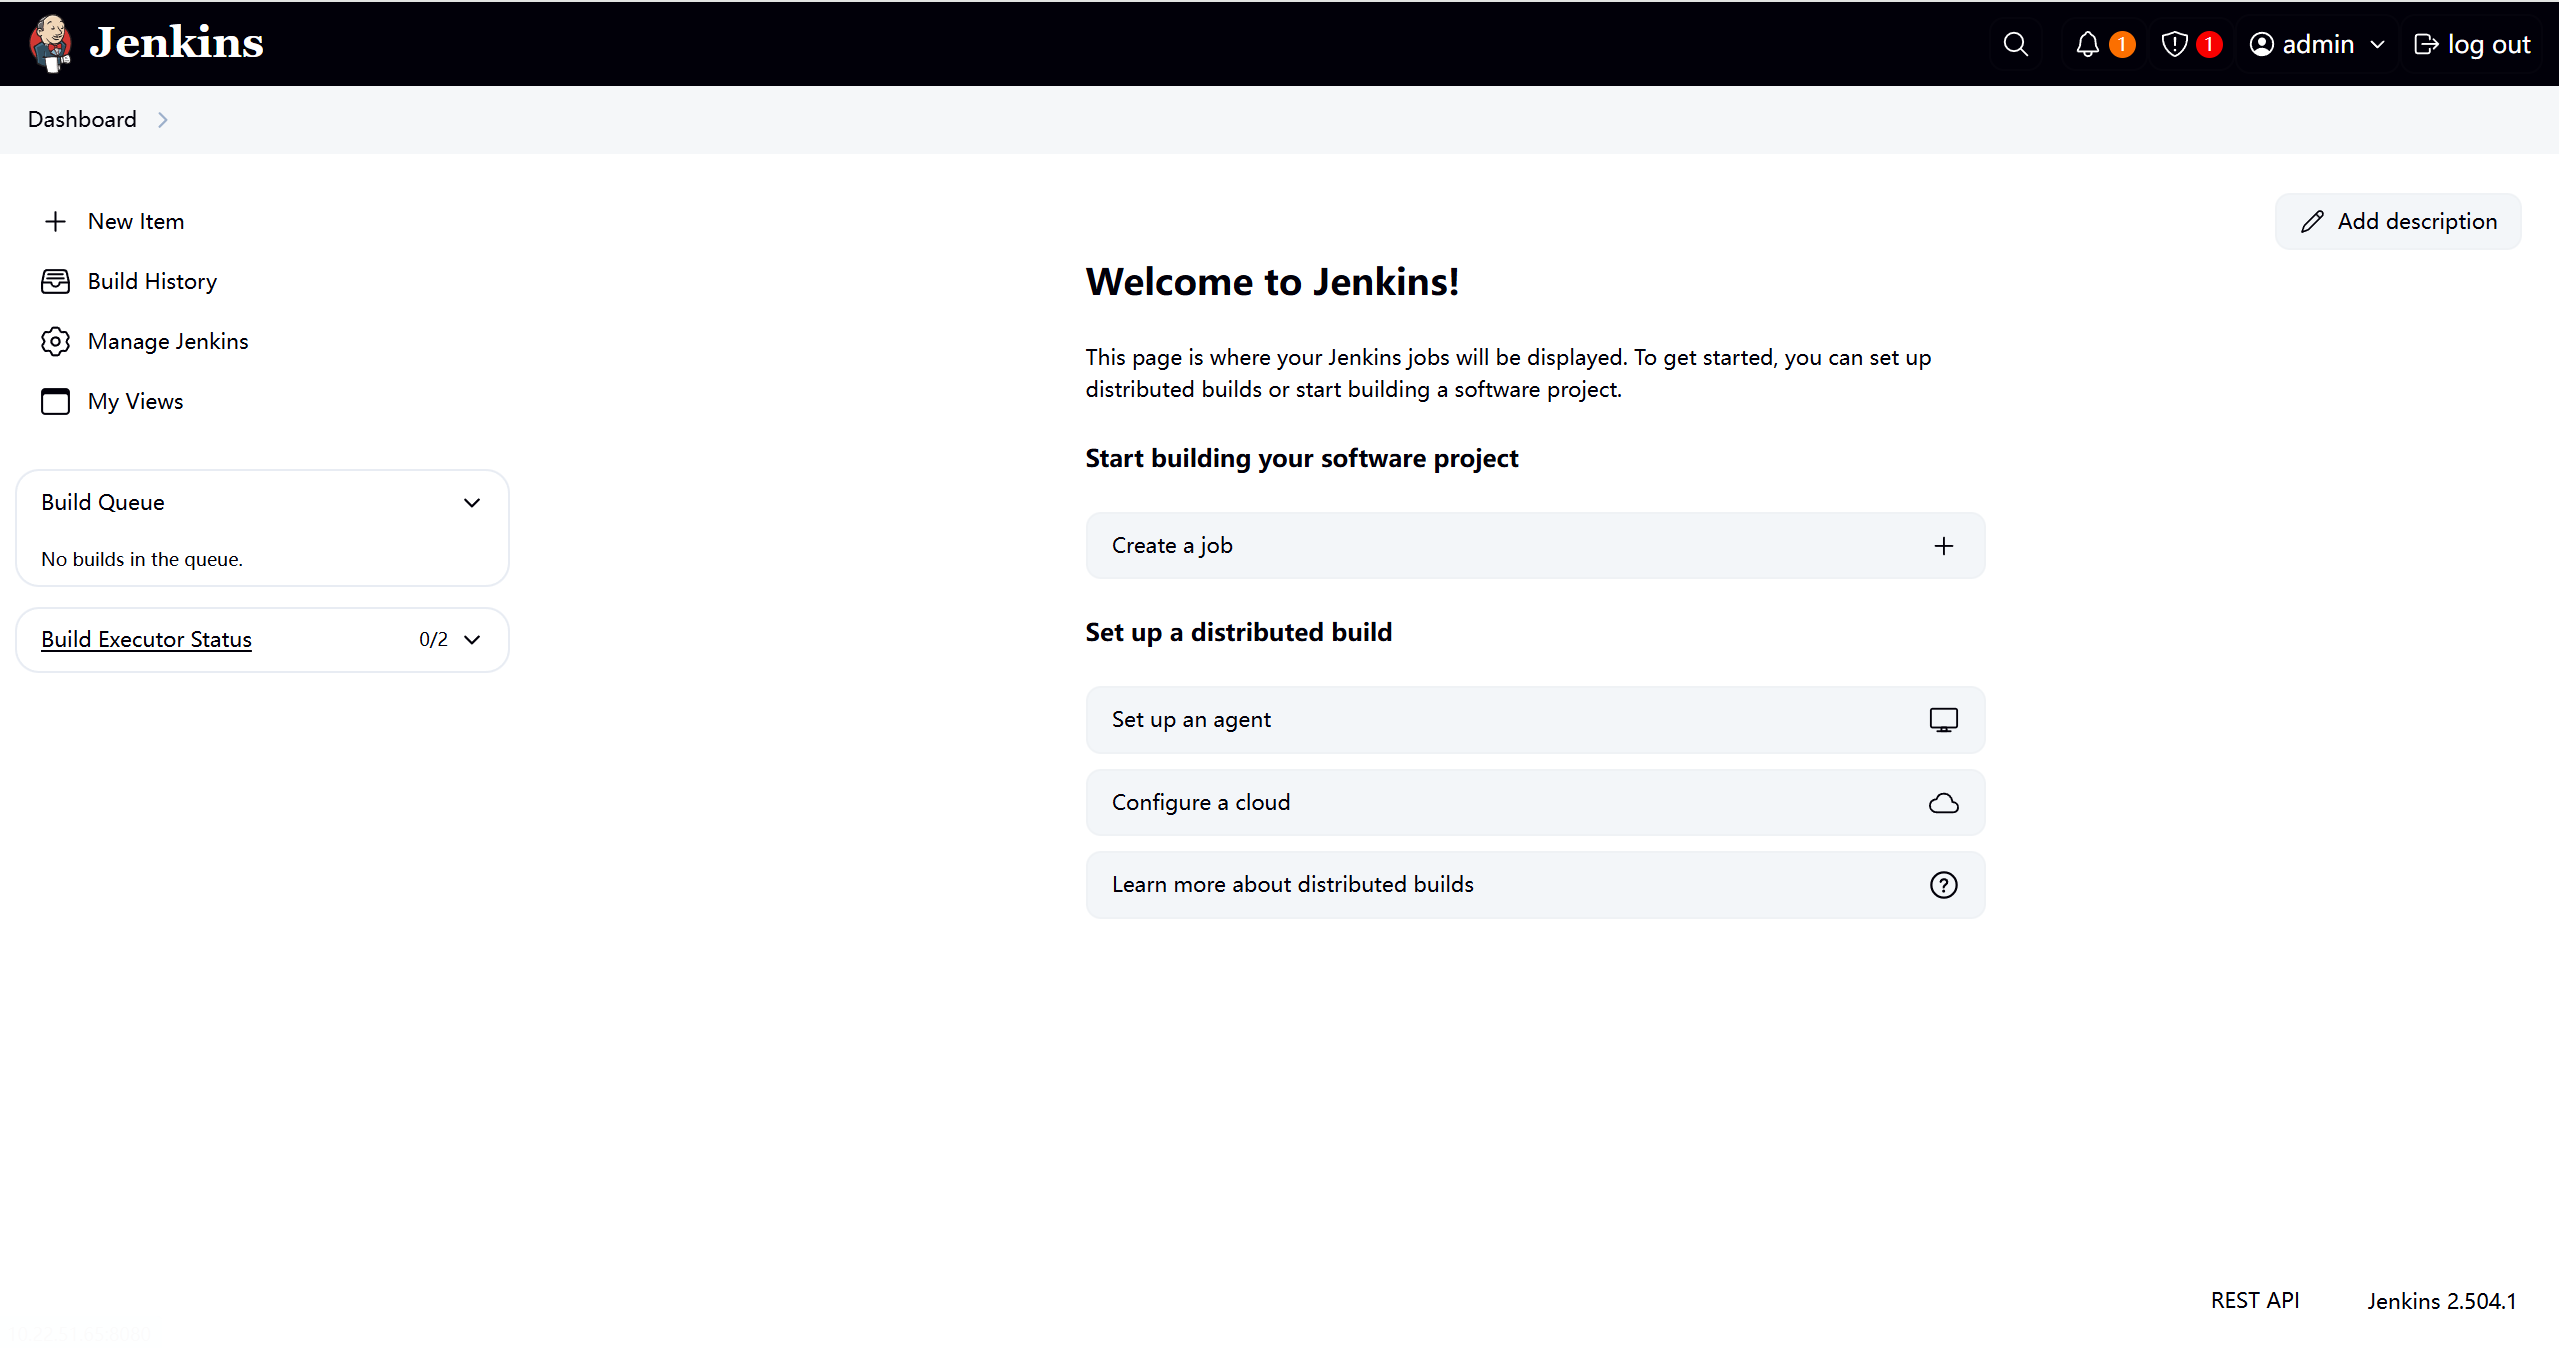 Jenkins
1
1
admin
log out
Dashboard
New Item
Build History
Manage Jenkins
My Views
Build Queue
No builds in the queue.
Build Executor Status 0/2
Add description
Welcome to Jenkins!
This page is where your Jenkins jobs will be displayed. To get started, you can set up
distributed builds or start building a software project.
Start building your software project
Create a job
Set up a distributed build
Set up an agent
Configure a cloud
Learn more about distributed builds
REST API
Jenkins 2.504.1